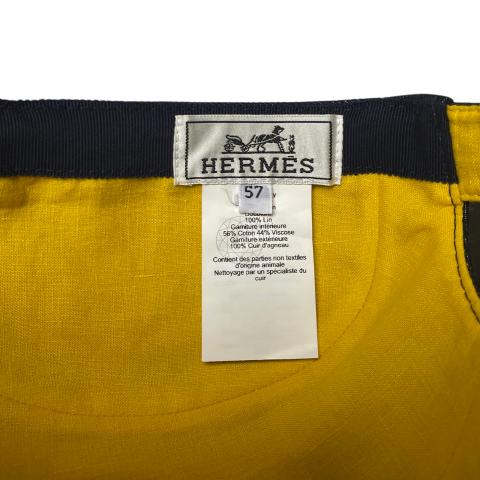 HERMÈS
57
100% Lin
Garniture intérieure
56% Coton 44% Viscose
Garniture extérieure
100% Cuir d'agneau
Contient des parties non textiles
d'origine animale
Nettoyage par un spécialiste du
cuir